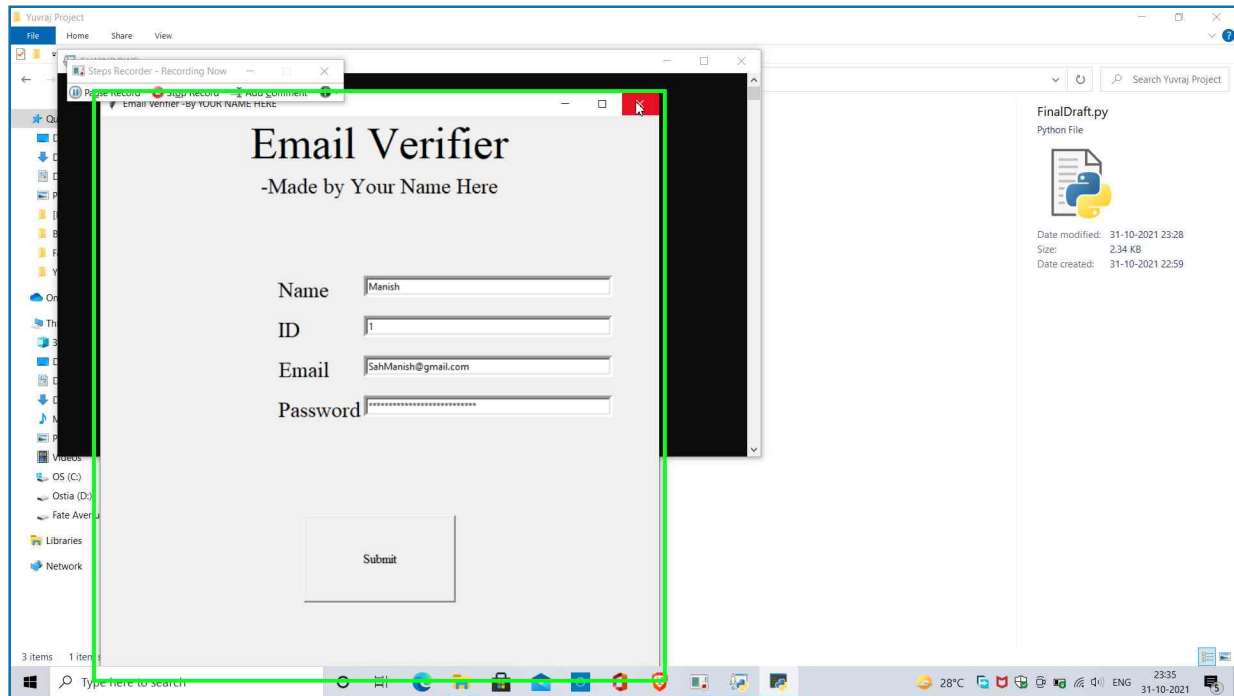 Yuvraj Project
File Home Share View
Steps Recorder - Recording Now
Pause Record Stop Record Add Comment
Search Yuvraj Project
Email Verifier -By YOUR NAME HERE
Email Verifier
-Made by Your Name Here
Name Manish
ID 1
Email SahManish@gmail.com
Password ***************************
Submit
FinalDraft.py
Python File
Date modified: 31-10-2021 23:28
Size: 2.34 KB
Date created: 31-10-2021 22:59
Videos
OS (C:)
Ostia (D:)
Libraries
Network
3 items
Type here to search
28°C
ENG
23:35
31-10-2021
5